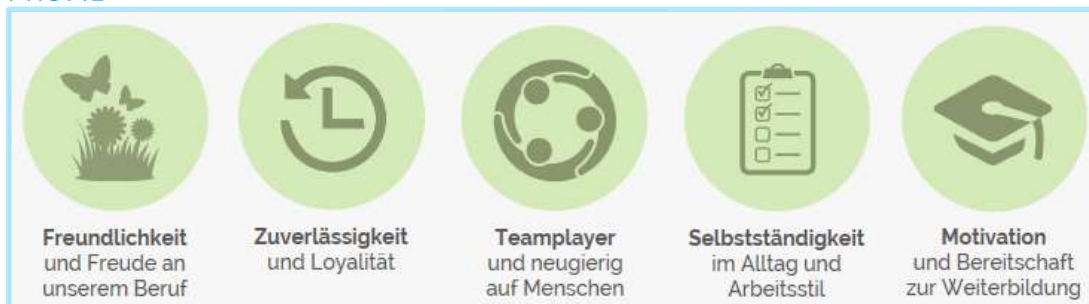 Freundlichkeit
und Freude an
unserem Beruf
Zuverlässigkeit
und Loyalität
Teamplayer
und neugierig
auf Menschen
Selbstständigkeit
im Alltag und
Arbeitsstil
Motivation
und Bereitschaft
zur Weiterbildung